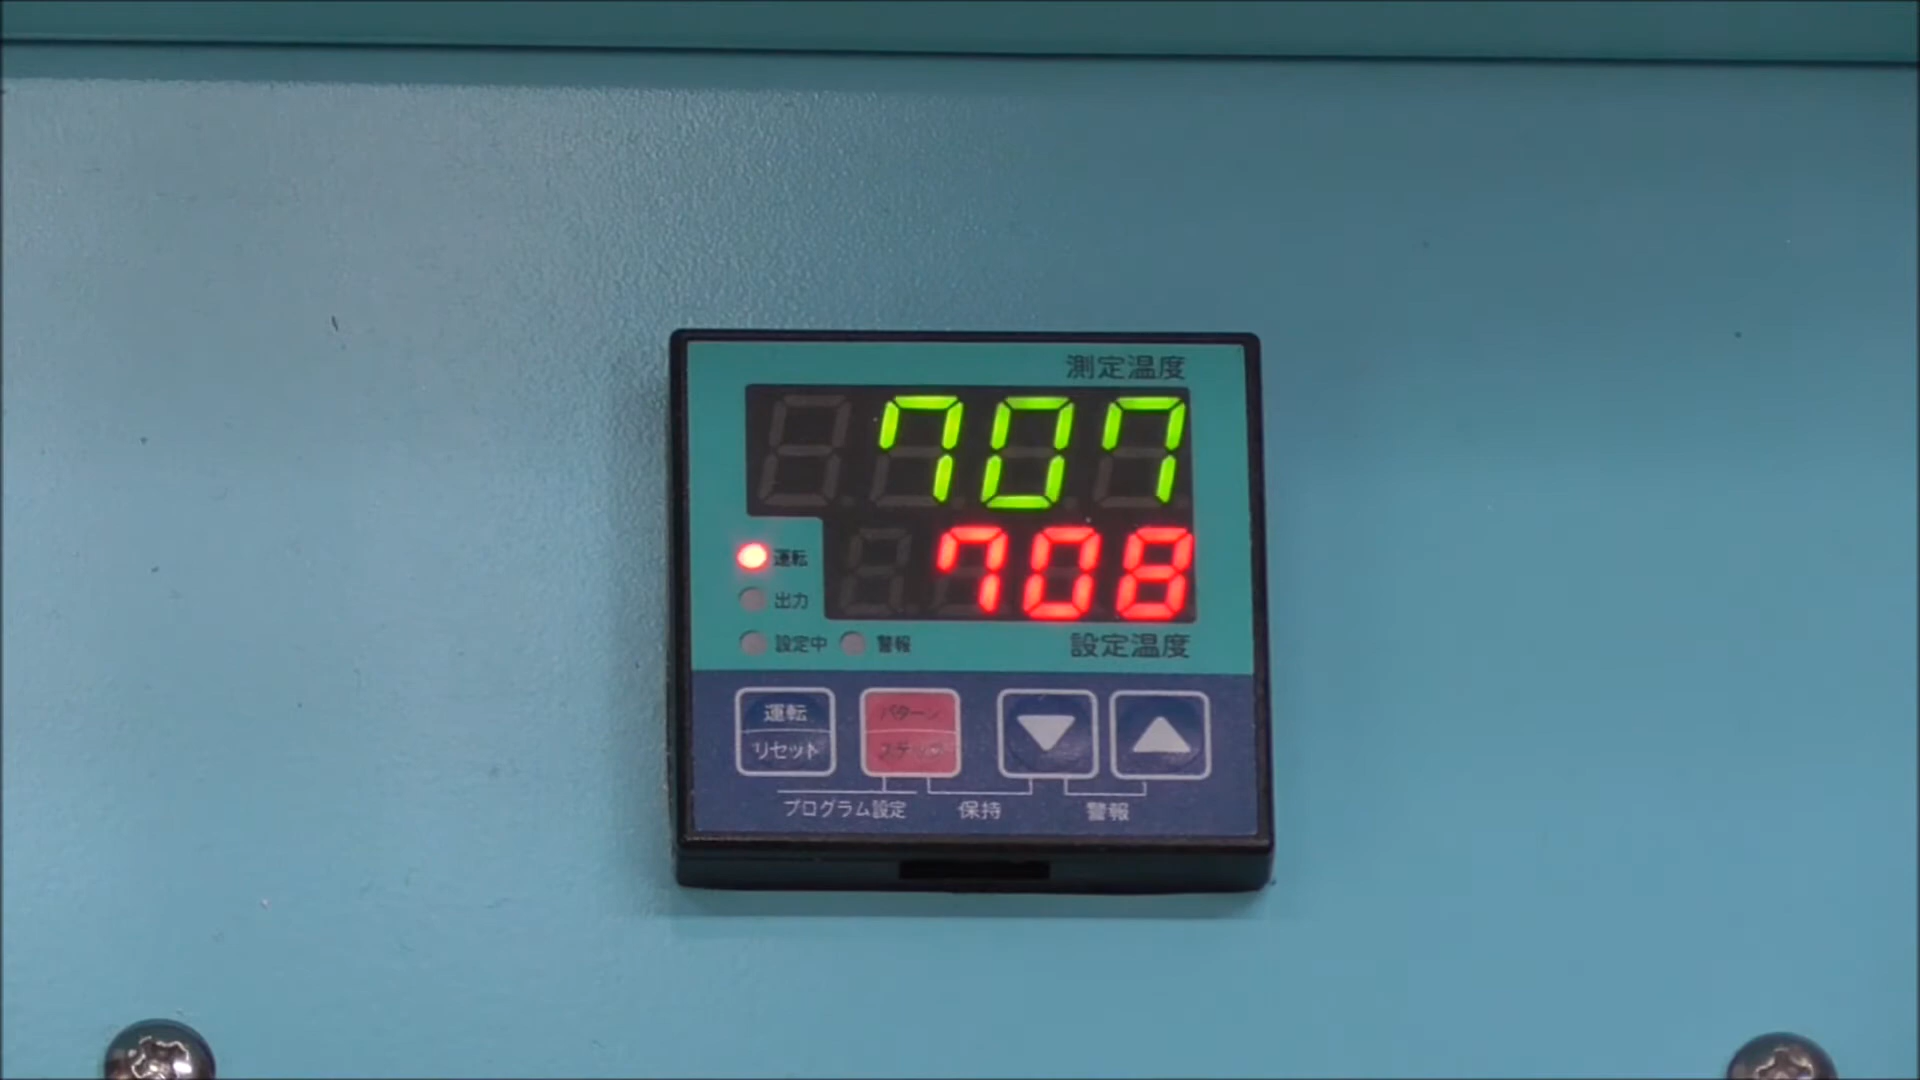 測定温度
707
708
運転
出力
設定中 警報
設定温度
運転
リセット
パターン
ステップ
プログラム設定 保持 警報